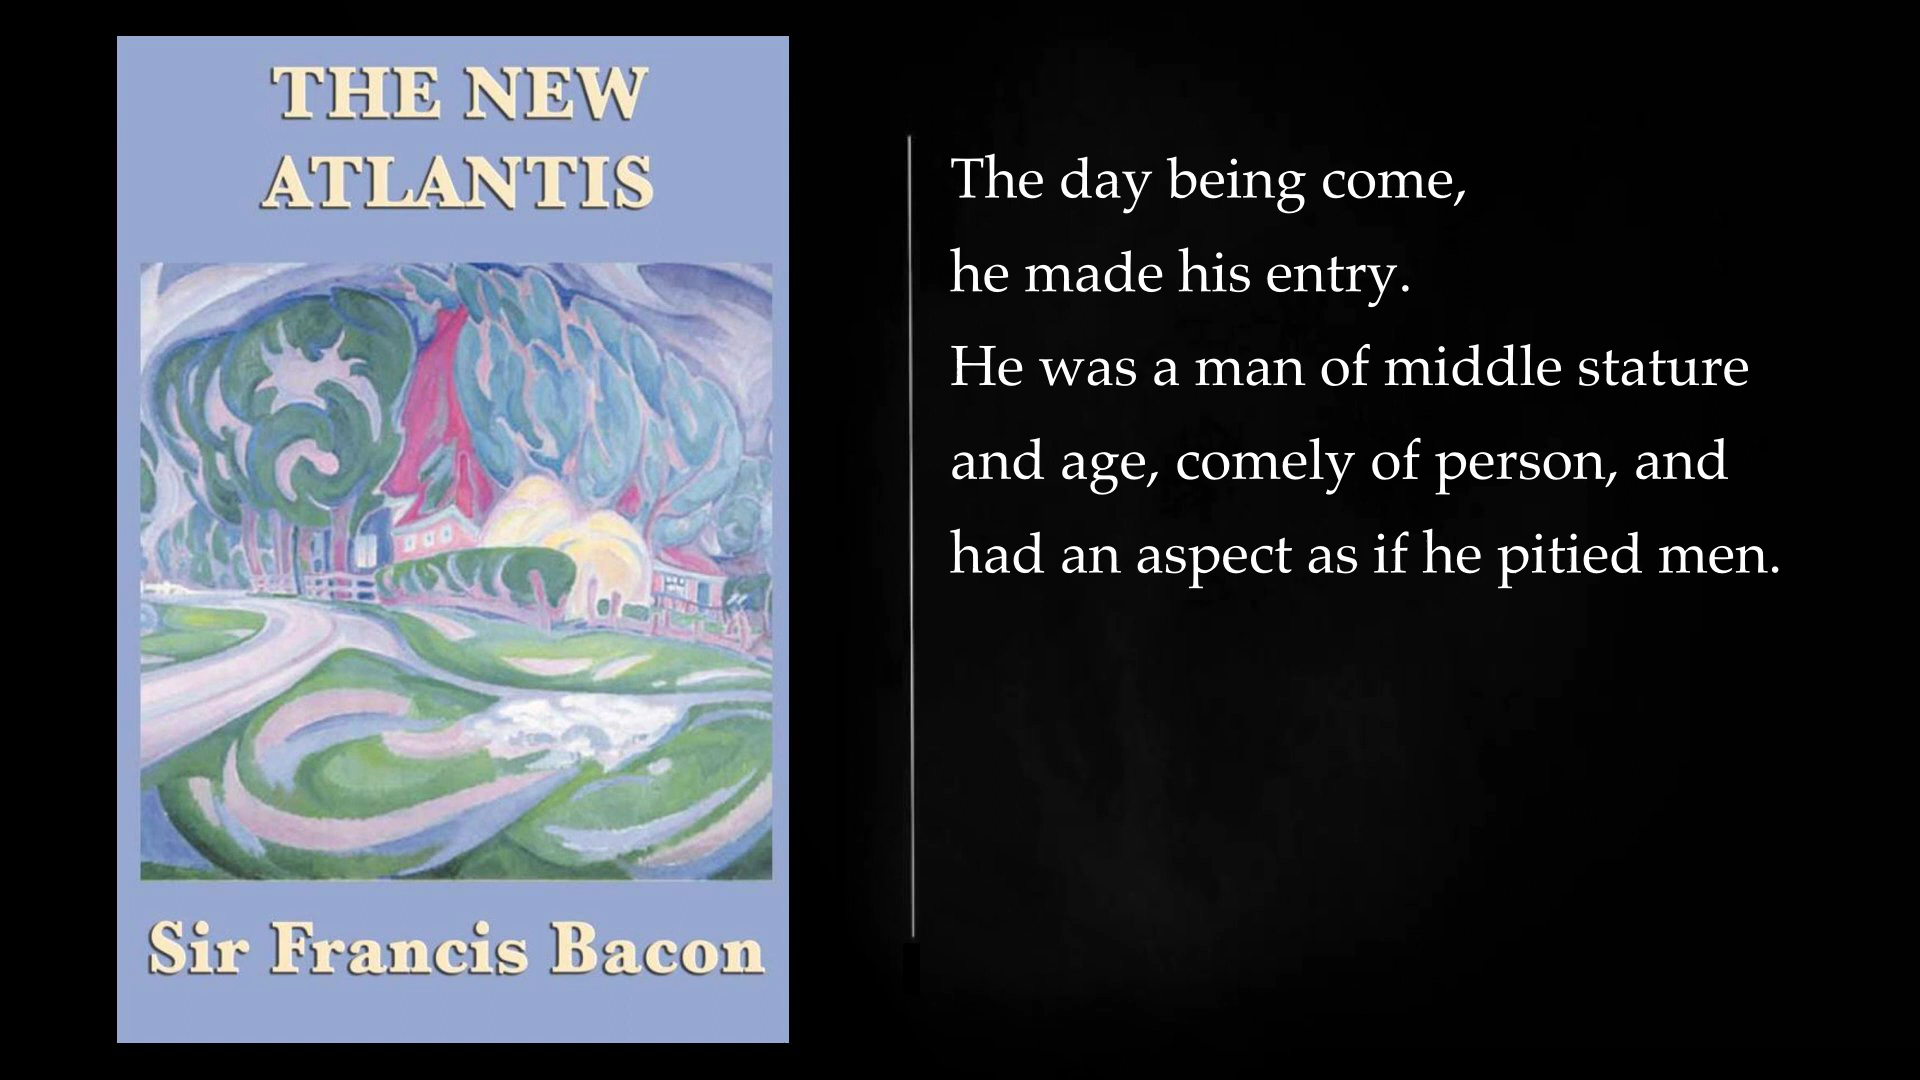 THE NEW
ATLANTIS
Sir Francis Bacon
The day being come,
he made his entry.
He was a man of middle stature
and age, comely of person, and
had an aspect as if he pitied men.